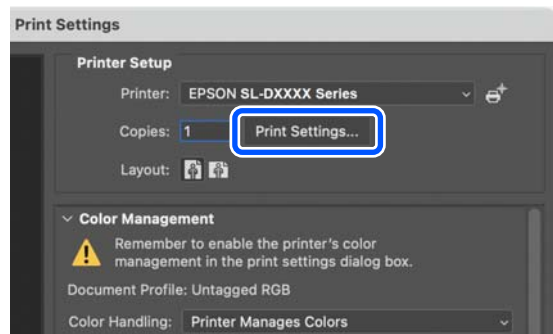 Print Settings
Printer Setup
Printer: EPSON SL-DXXXX Series
Copies: 1 Print Settings...
Layout:
Color Management
Remember to enable the printer's color
management in the print settings dialog box.
Document Profile: Untagged RGB
Color Handling: Printer Manages Colors